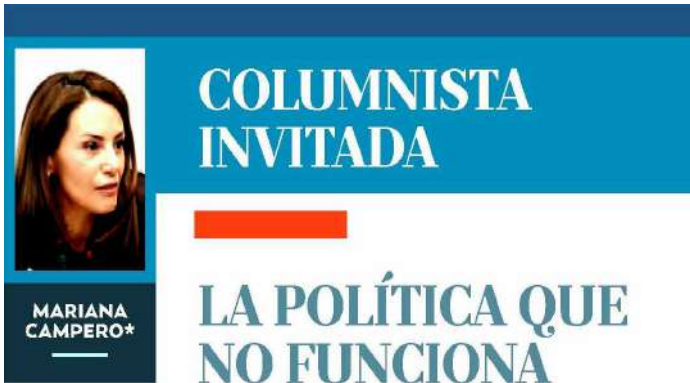 COLUMNISTA
INVITADA
MARIANA
CAMPERO*
LA POLÍTICA QUE
NO FUNCIONA